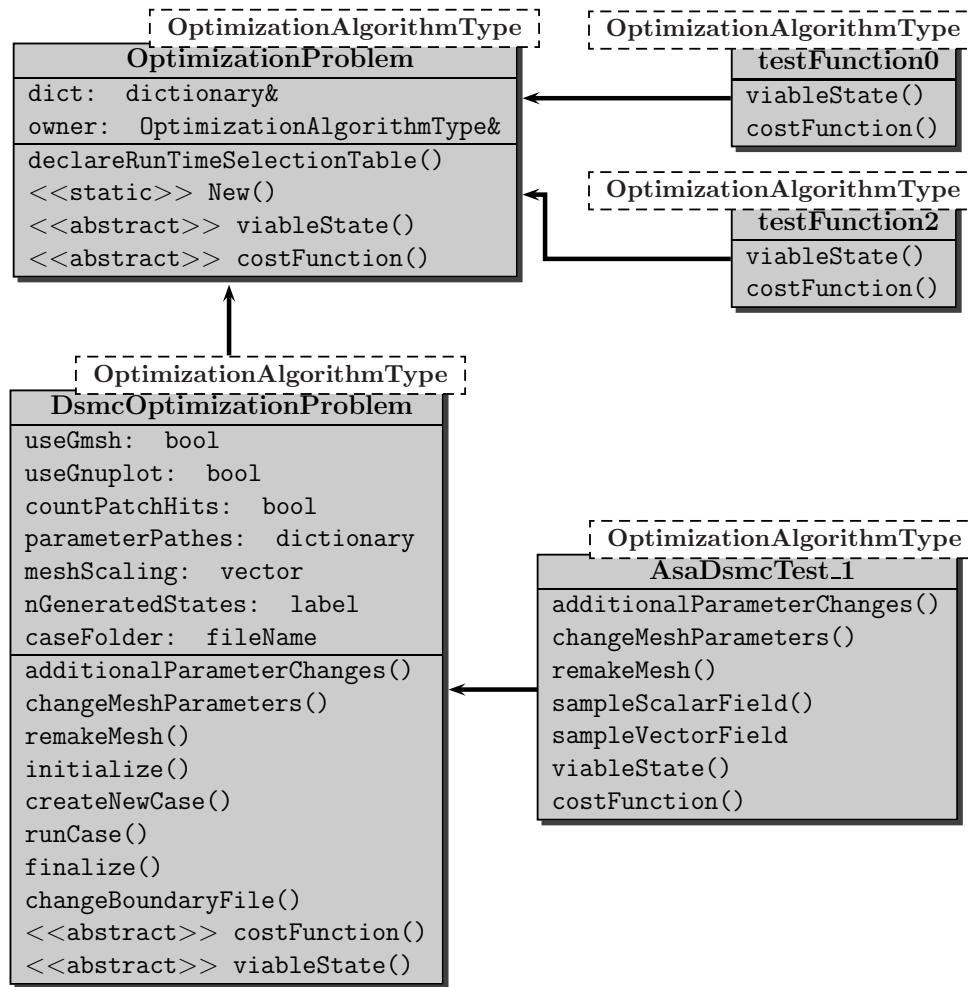 OptimizationAlgorithmType
OptimizationProblem
dict: dictionary&
owner: OptimizationAlgorithmType&
declareRunTimeSelectionTable()
<<static>> New()
<<abstract>> viableState()
<<abstract>> costFunction()
OptimizationAlgorithmType
testFunction0
viableState()
costFunction()
OptimizationAlgorithmType
testFunction2
viableState()
costFunction()
OptimizationAlgorithmType
DsmcOptimizationProblem
useGmsh: bool
useGnuplot: bool
countPatchHits: bool
parameterPathes: dictionary
meshScaling: vector
nGeneratedStates: label
caseFolder: fileName
additionalParameterChanges()
changeMeshParameters()
remakeMesh()
initialize()
createNewCase()
runCase()
finalize()
changeBoundaryFile()
<<abstract>> costFunction()
<<abstract>> viableState()
OptimizationAlgorithmType
AsaDsmcTest_1
additionalParameterChanges()
changeMeshParameters()
remakeMesh()
sampleScalarField()
sampleVectorField
viableState()
costFunction()